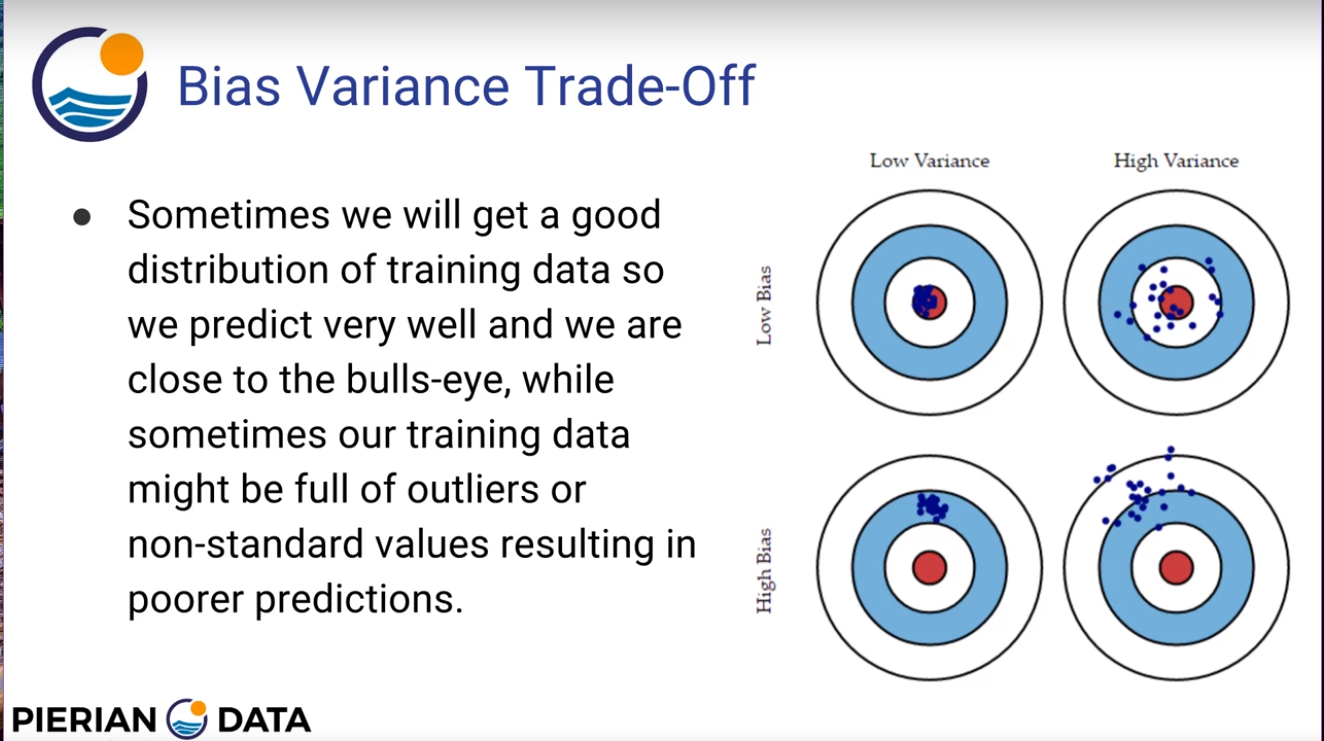 Bias Variance Trade-Off
● Sometimes we will get a good
distribution of training data so
we predict very well and we are
close to the bulls-eye, while
sometimes our training data
might be full of outliers or
non-standard values resulting in
poorer predictions.
Low Variance
High Variance
Low Bias
High Bias
PIERIAN DATA